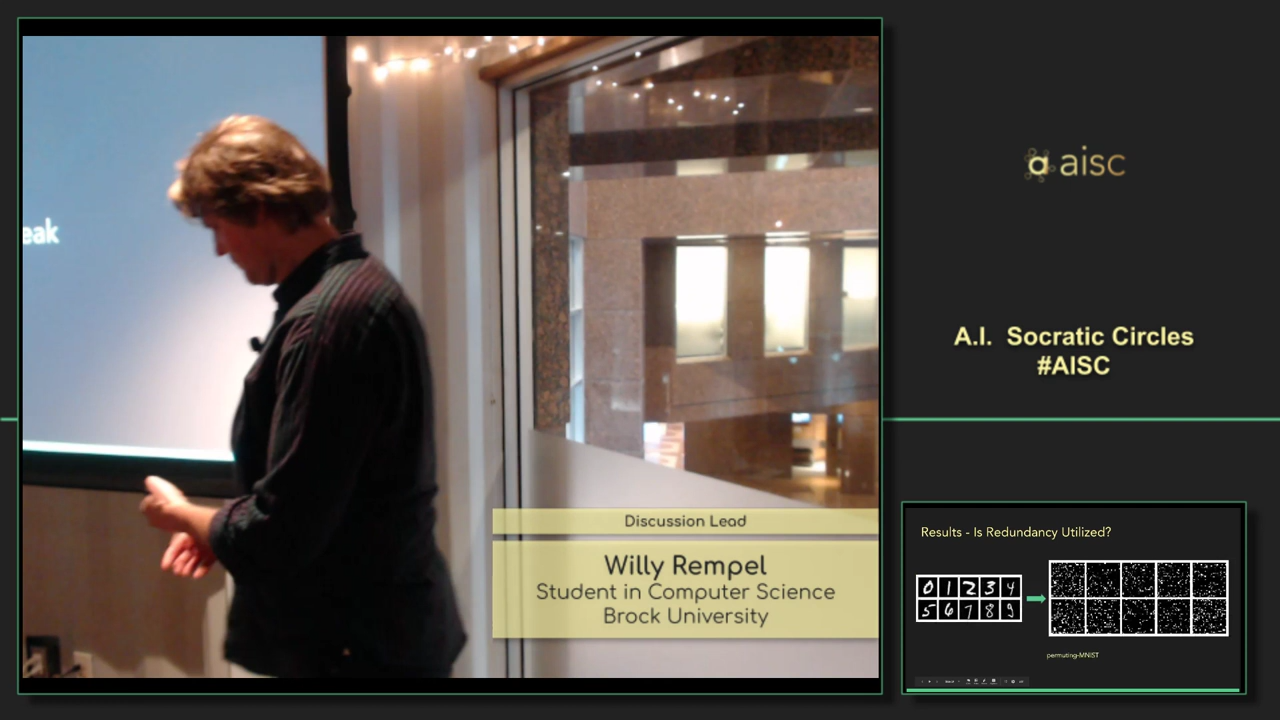 eak
Discussion Lead
Willy Rempel
Student in Computer Science
Brock University
a aisc
A.I. Socratic Circles
#AISC
Results - Is Redundancy Utilized?
0 1 2 3 4
5 6 7 8 9
permuting-MNIST